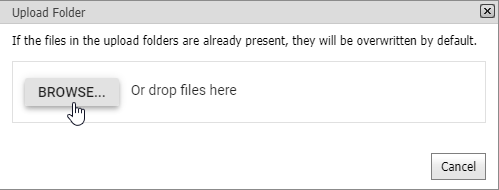 Upload Folder
If the files in the upload folders are already present, they will be overwritten by default.
BROWSE... Or drop files here
Cancel